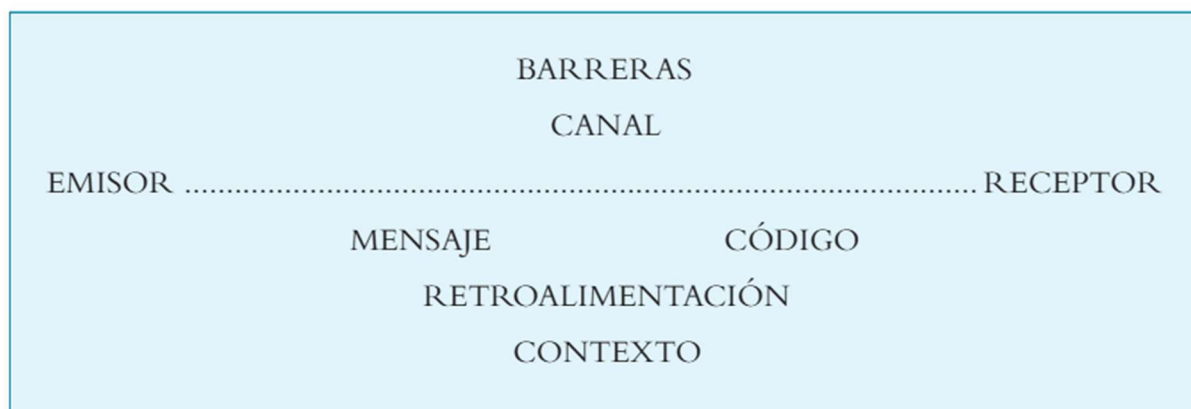 BARRERAS
CANAL
EMISOR ........................................................................................... RECEPTOR
MENSAJE CÓDIGO
RETROALIMENTACIÓN
CONTEXTO